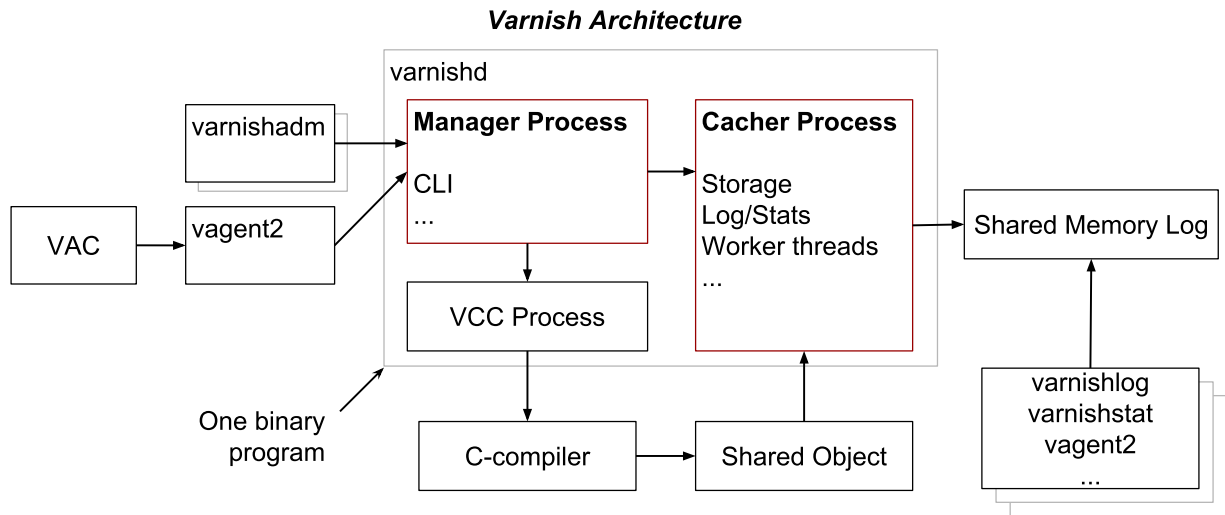 Varnish Architecture
varnishd
varnishadm
Manager Process
CLI
...
Cacher Process
Storage
Log/Stats
Worker threads
...
VAC
vagent2
Shared Memory Log
VCC Process
One binary
program
C-compiler
Shared Object
varnishlog
varnishstat
vagent2
...